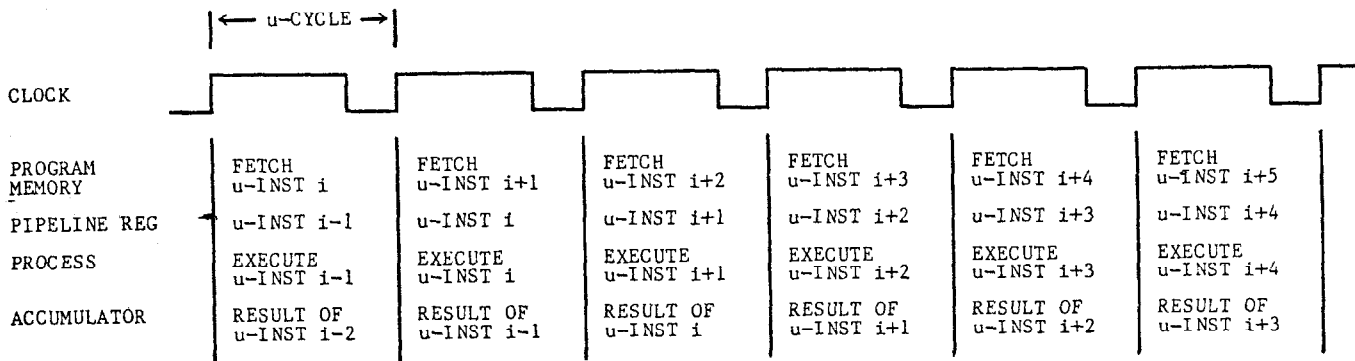 u-CYCLE
CLOCK
PROGRAM FETCH FETCH FETCH FETCH FETCH FETCH
MEMORY u-INST i u-INST i+1 u-INST i+2 u-INST i+3 u-INST i+4 u-INST i+5
PIPELINE REG u-INST i-1 u-INST i u-INST i+1 u-INST i+2 u-INST i+3 u-INST i+4
PROCESS EXECUTE EXECUTE EXECUTE EXECUTE EXECUTE EXECUTE
u-INST i-1 u-INST i u-INST i+1 u-INST i+2 u-INST i+3 u-INST i+4
ACCUMULATOR RESULT OF RESULT OF RESULT OF RESULT OF RESULT OF RESULT OF
u-INST i-2 u-INST i-1 u-INST i u-INST i+1 u-INST i+2 u-INST i+3